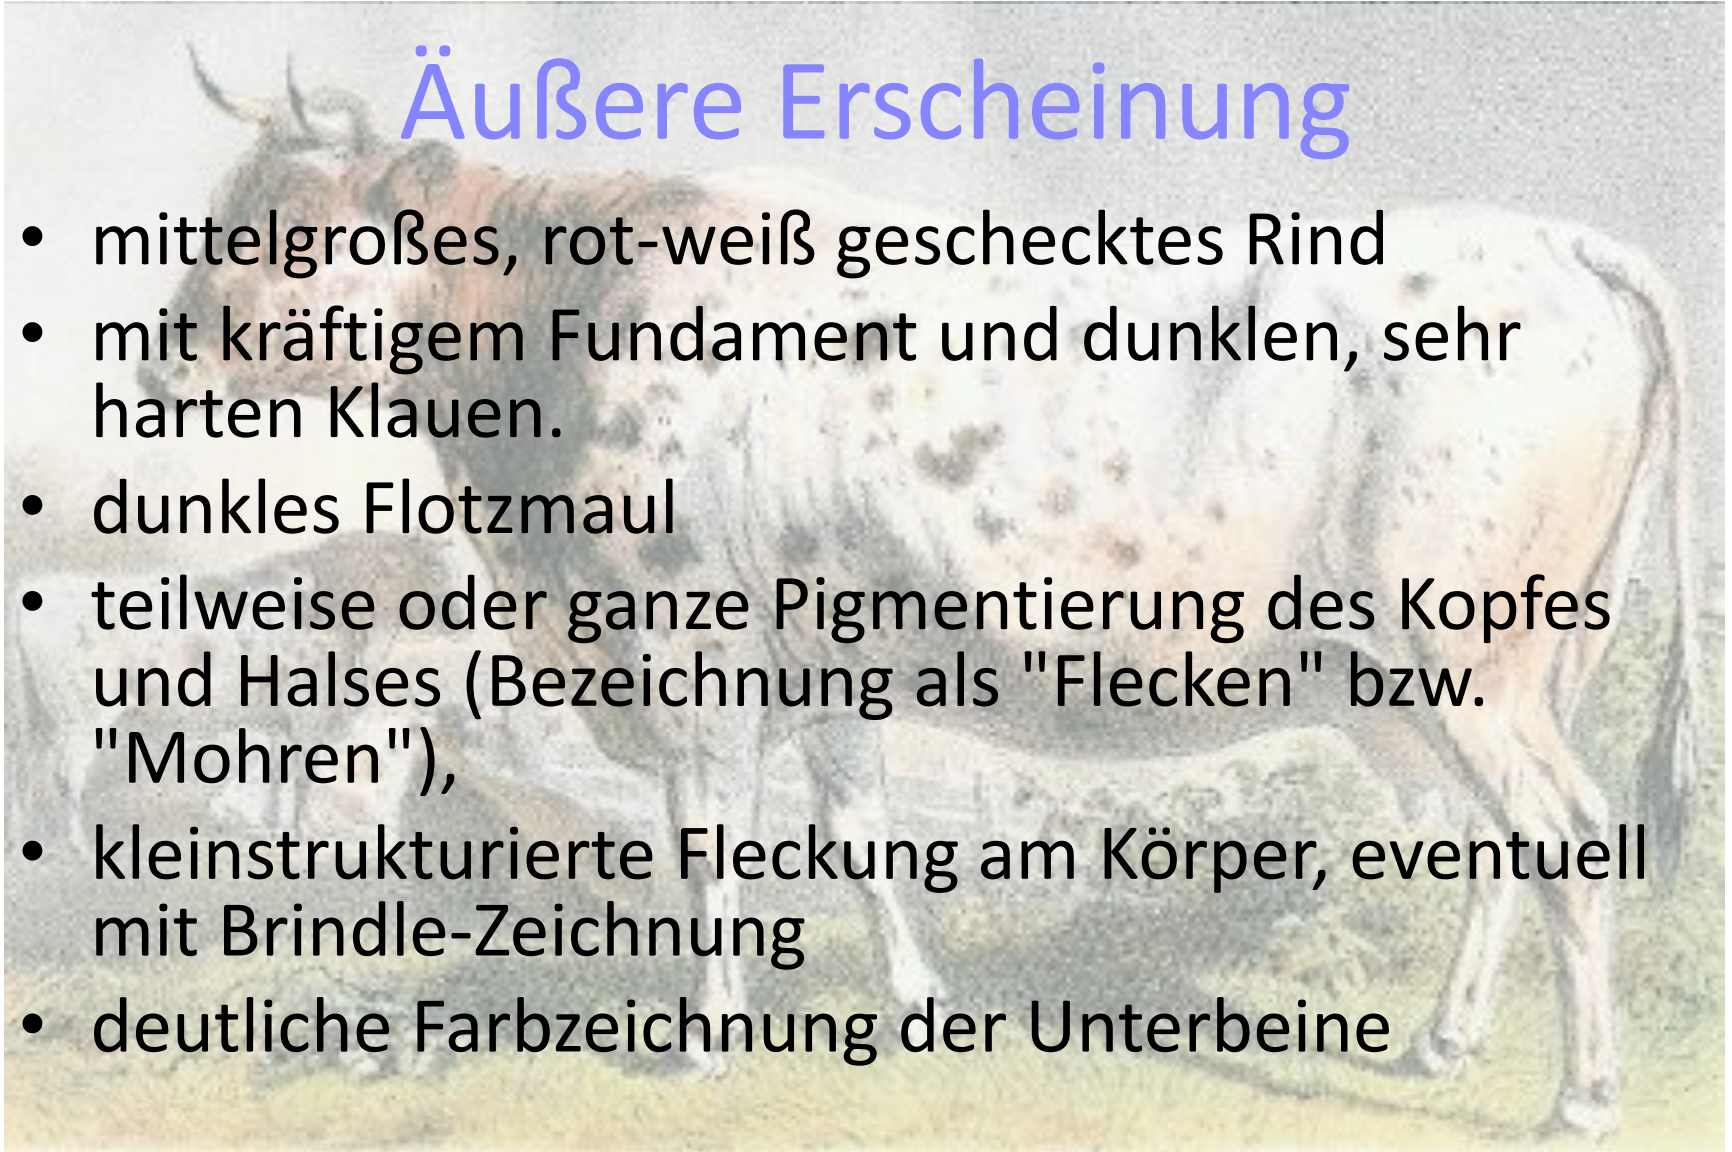 Äußere Erscheinung
• mittelgroßes, rot-weiß geschecktes Rind
• mit kräftigem Fundament und dunklen, sehr
harten Klauen.
• dunkles Flotzmaul
• teilweise oder ganze Pigmentierung des Kopfes
und Halses (Bezeichnung als "Flecken" bzw.
"Mohren"),
• kleinstrukturierte Fleckung am Körper, eventuell
mit Brindle-Zeichnung
• deutliche Farbzeichnung der Unterbeine